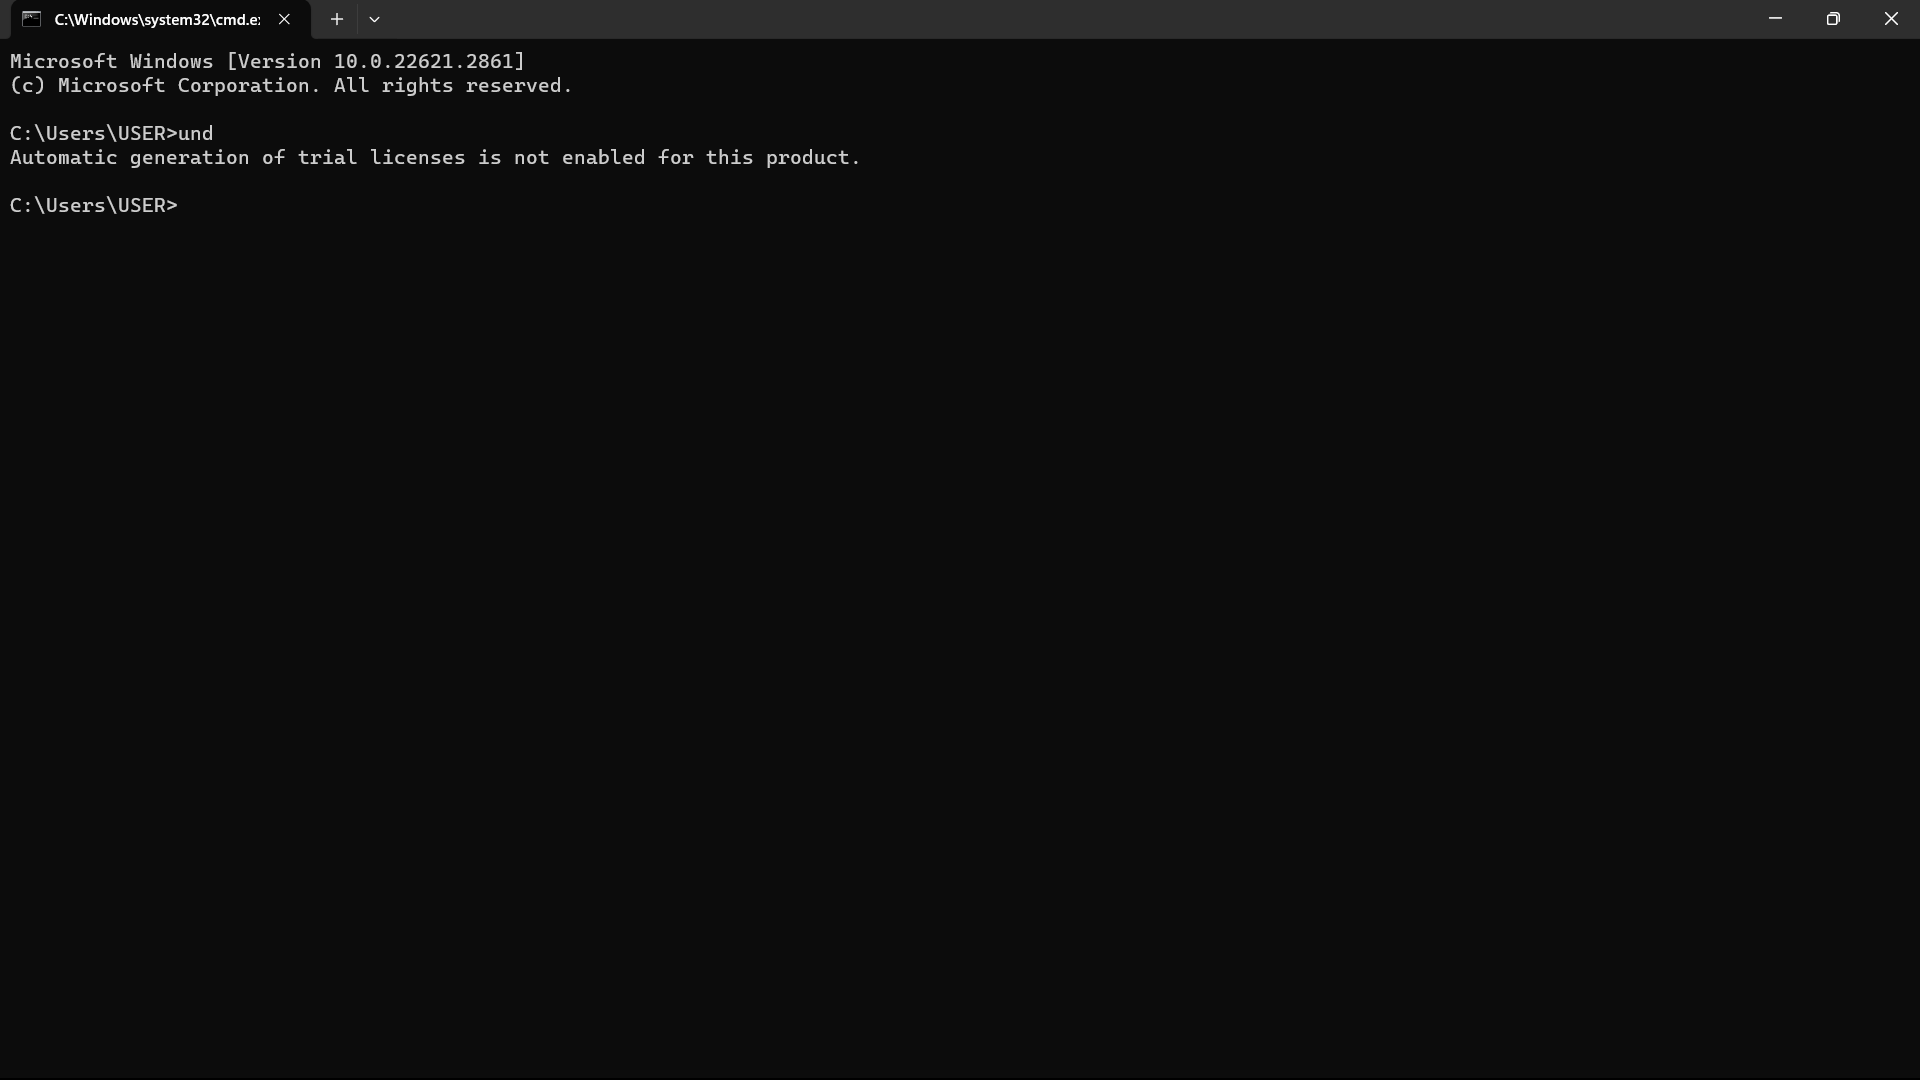 C:\Windows\system32\cmd.e
Microsoft Windows [Version 10.0.22621.2861]
(c) Microsoft Corporation. All rights reserved.
C:\Users\USER>und
Automatic generation of trial licenses is not enabled for this product.
C:\Users\USER>